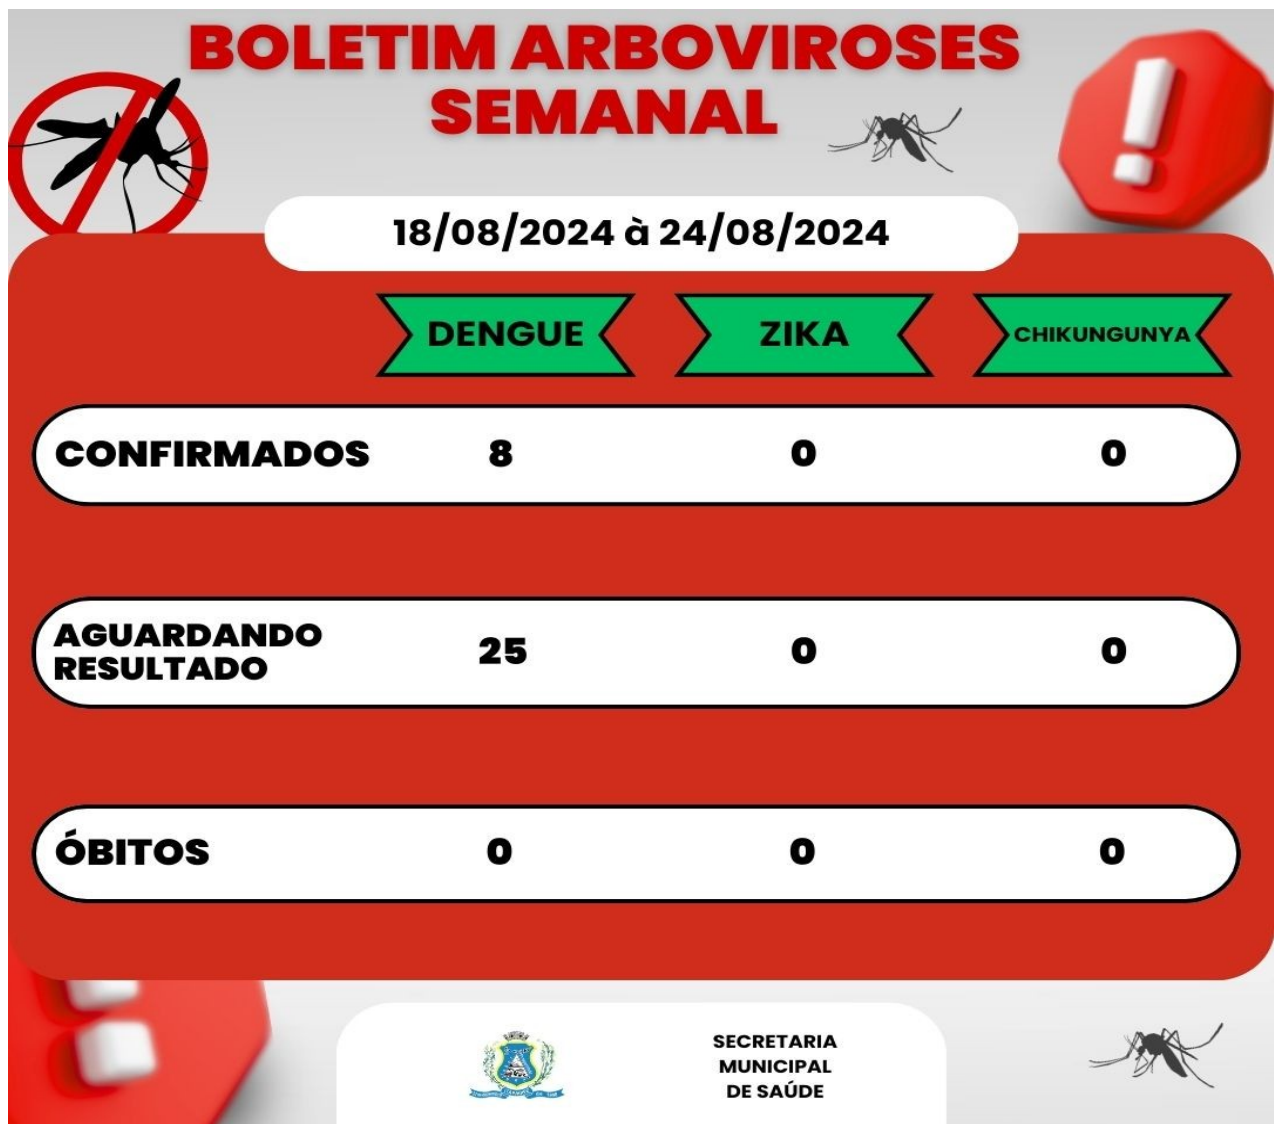 BOLETIM ARBOVIROSES
SEMANAL
18/08/2024 à 24/08/2024
DENGUE ZIKA CHIKUNGUNYA
CONFIRMADOS 8 0 0
AGUARDANDO
RESULTADO 25 0 0
ÓBITOS 0 0 0
SECRETARIA
MUNICIPAL
DE SAÚDE